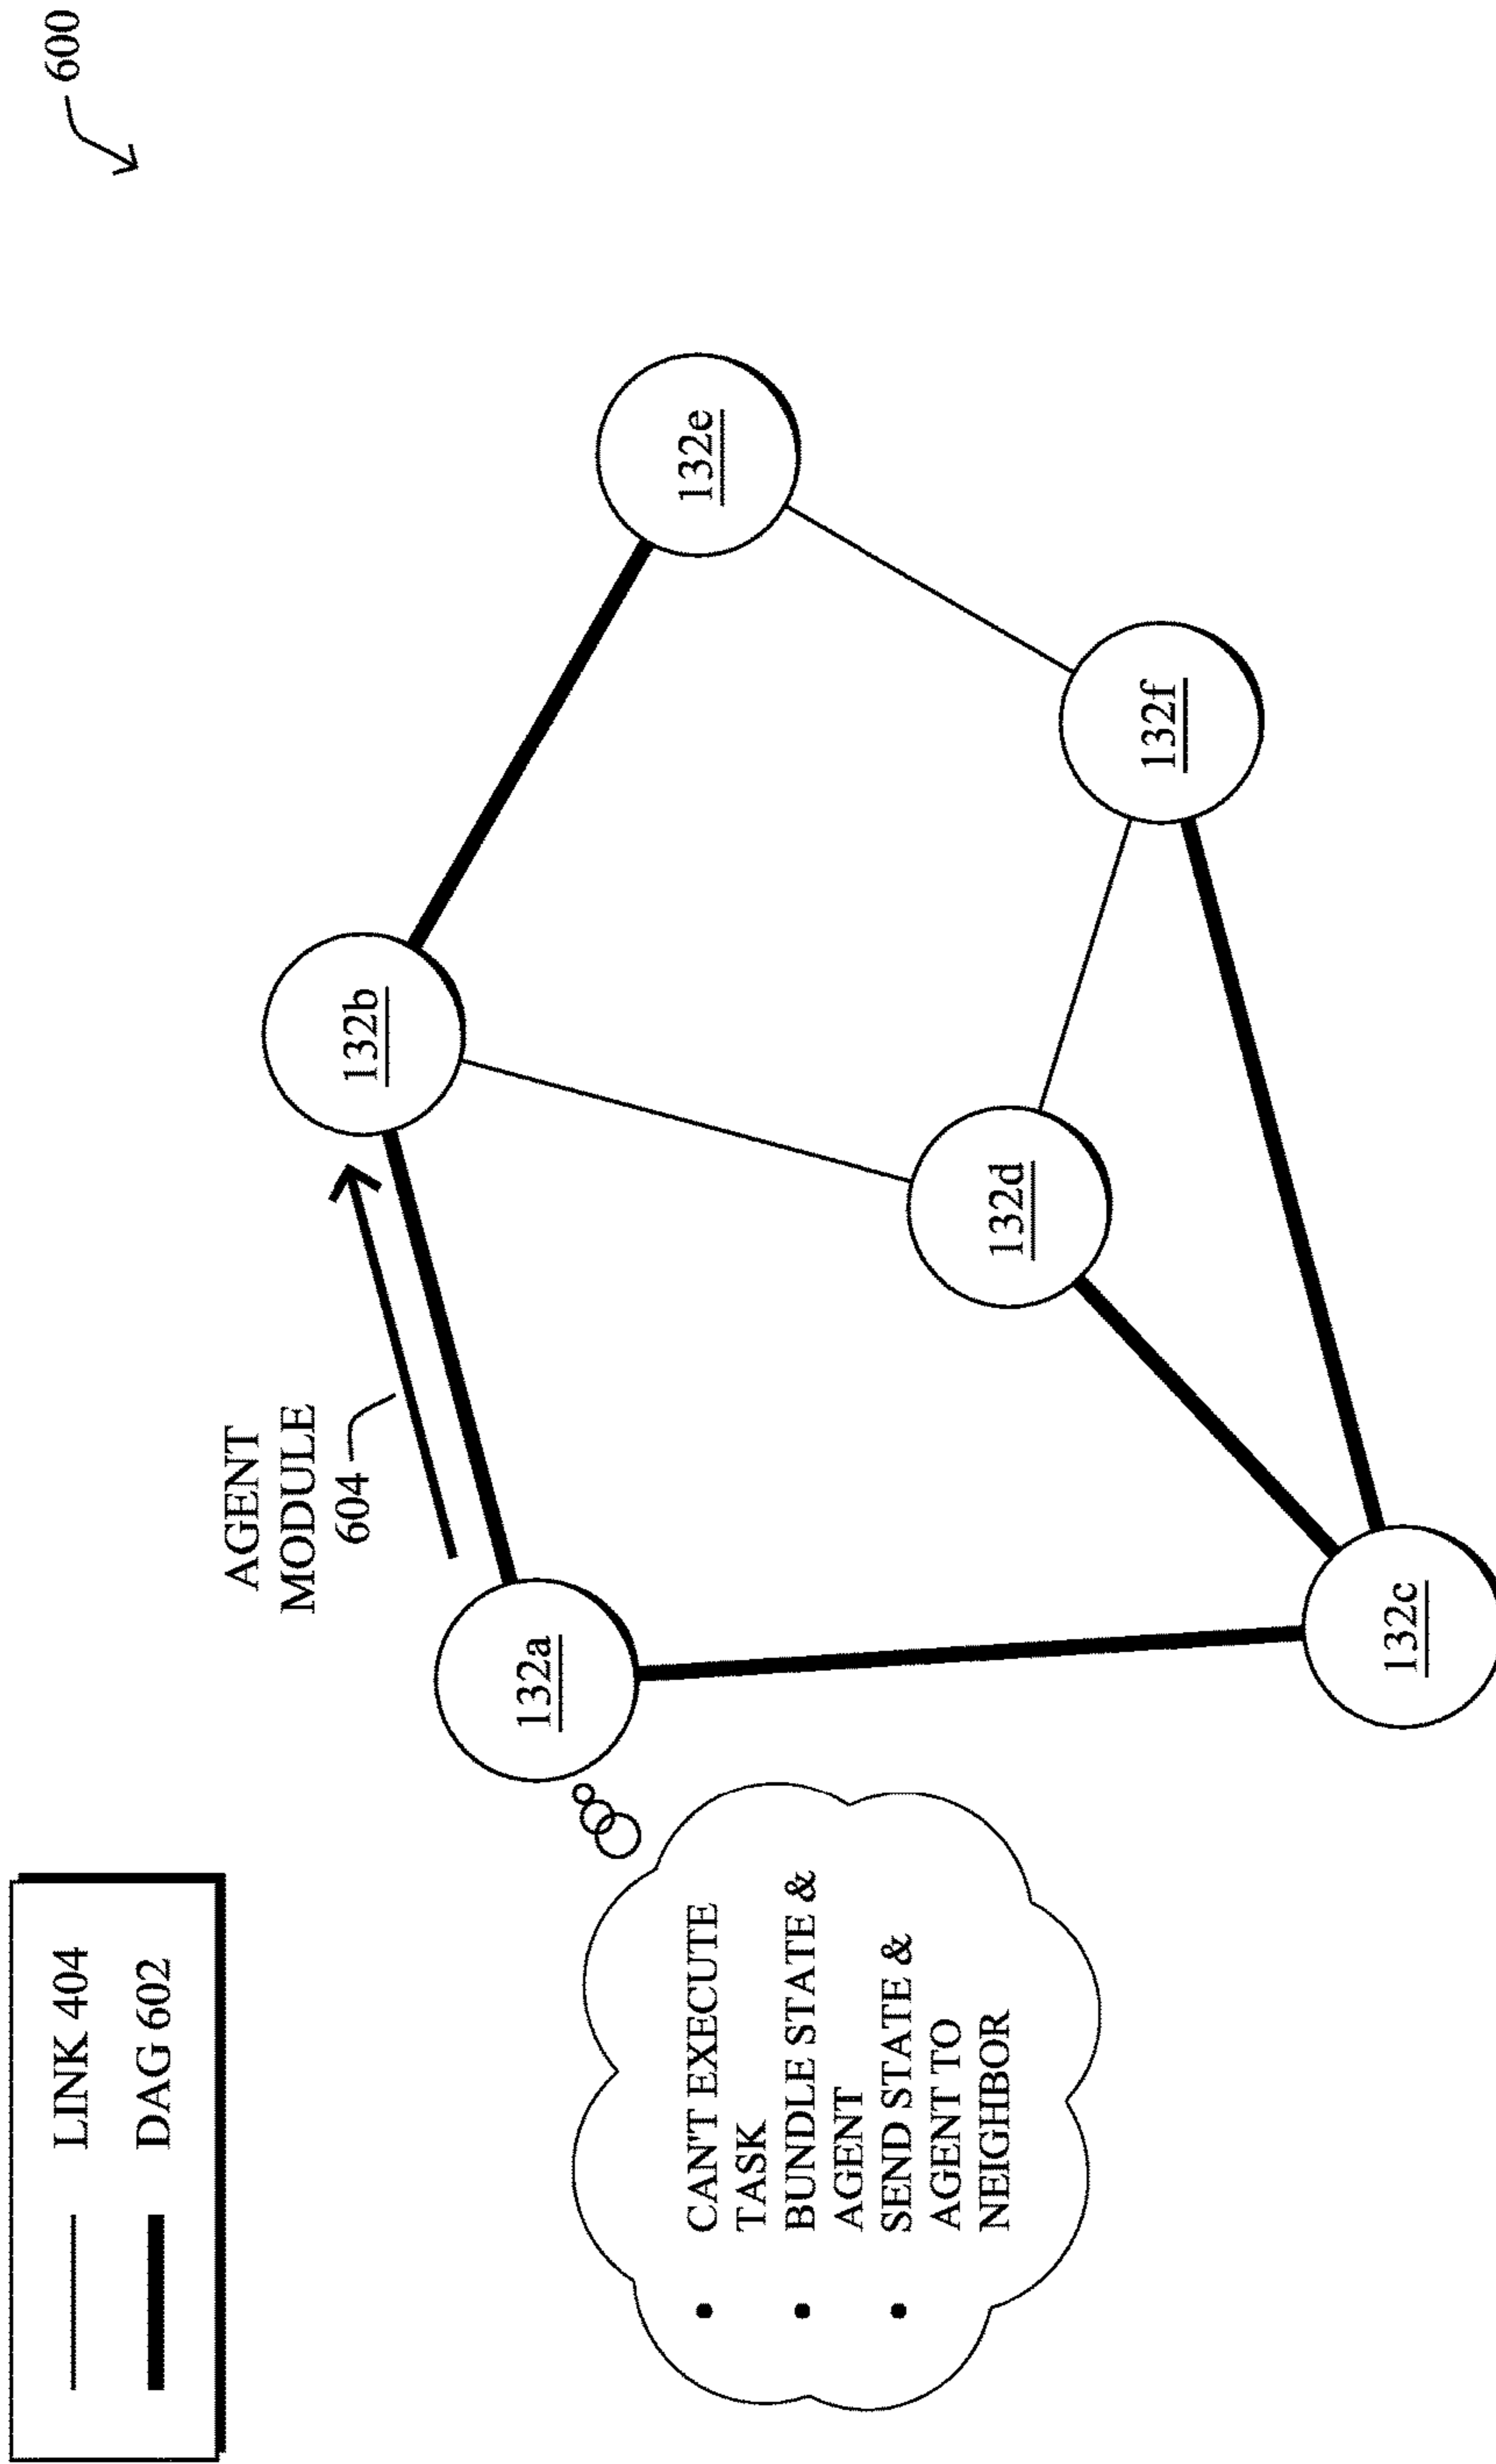 600
LINK 404
DAG 602
AGENT
MODULE
604
132a
132b
132c
132d
132e
132f
• CAN'T EXECUTE
TASK
• BUNDLE STATE &
AGENT
• SEND STATE &
AGENT TO
NEIGHBOR